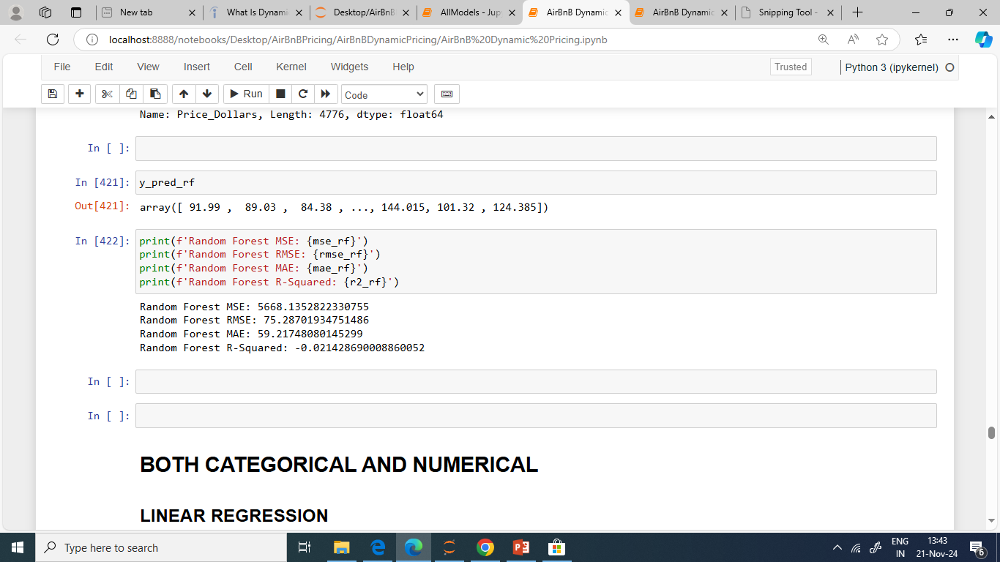 New tab
What Is Dynami
Desktop/AirBnB
AllModels - Jup
AirBnB Dynamic
AirBnB Dynamic
Snipping Tool -
localhost:8888/notebooks/Desktop/AirBnBPricing/AirBnBDynamicPricing/AirBnB%20Dynamic%20Pricing.ipynb
File Edit View Insert Cell Kernel Widgets Help Trusted Python 3 (ipykernel)
Run Code
Name: Price_Dollars, Length: 4776, dtype: float64
In [ ]:
In [421]: y_pred_rf
Out[421]: array([ 91.99 ,  89.03 ,  84.38 , ..., 144.015, 101.32 , 124.385])
In [422]: print(f'Random Forest MSE: {mse_rf}')
print(f'Random Forest RMSE: {rmse_rf}')
print(f'Random Forest MAE: {mae_rf}')
print(f'Random Forest R-Squared: {r2_rf}')
Random Forest MSE: 5668.1352822330755
Random Forest RMSE: 75.28701934751486
Random Forest MAE: 59.21748080145299
Random Forest R-Squared: -0.021428690008860052
In [ ]:
In [ ]:
BOTH CATEGORICAL AND NUMERICAL
LINEAR REGRESSION
Type here to search
ENG
IN
13:43
21-Nov-24
6